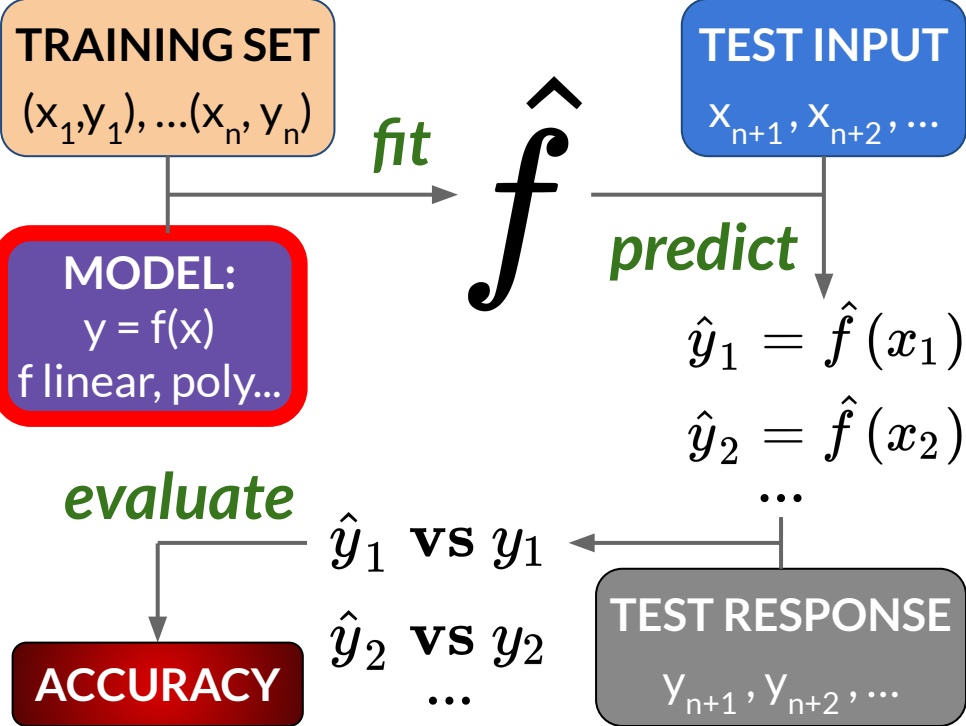 TRAINING SET
(x₁,y₁), ...(xₙ, yₙ)
fit
f̂
TEST INPUT
xₙ₊₁ , xₙ₊₂ , ...
MODEL:
y = f(x)
f linear, poly...
predict
ŷ₁ = f̂ (x₁)
ŷ₂ = f̂ (x₂)
...
evaluate
ŷ₁ vs y₁
ŷ₂ vs y₂
...
TEST RESPONSE
yₙ₊₁ , yₙ₊₂ , ...
ACCURACY